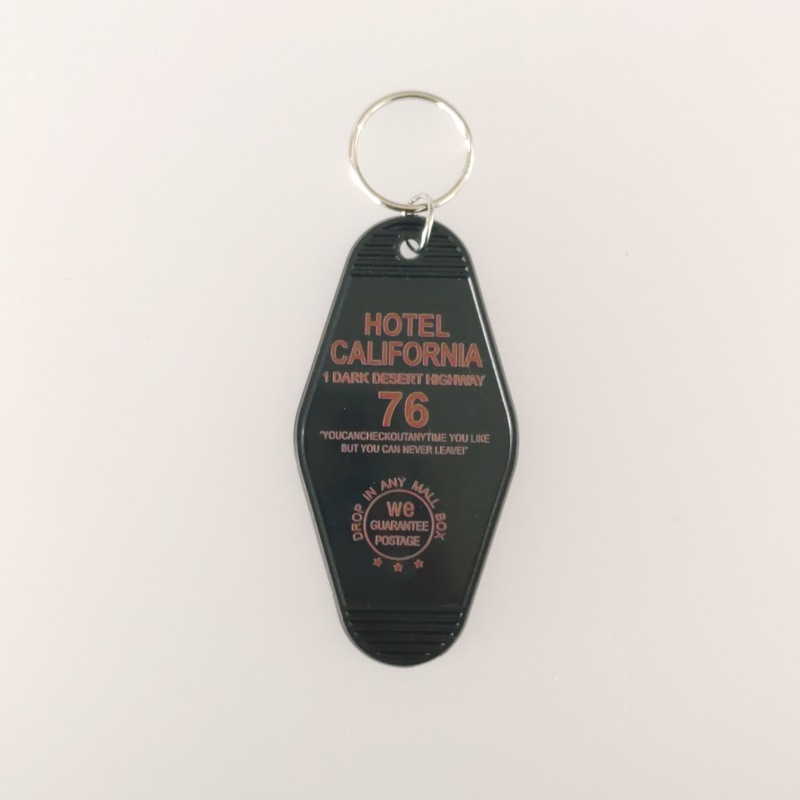 HOTEL
CALIFORNIA
1 DARK DESERT HIGHWAY
76
"YOUCANCHECKOUTANYTIME YOU LIKE
BUT YOU CAN NEVER LEAVE!"
DROP IN ANY MALL BOX
we
GUARANTEE
POSTAGE